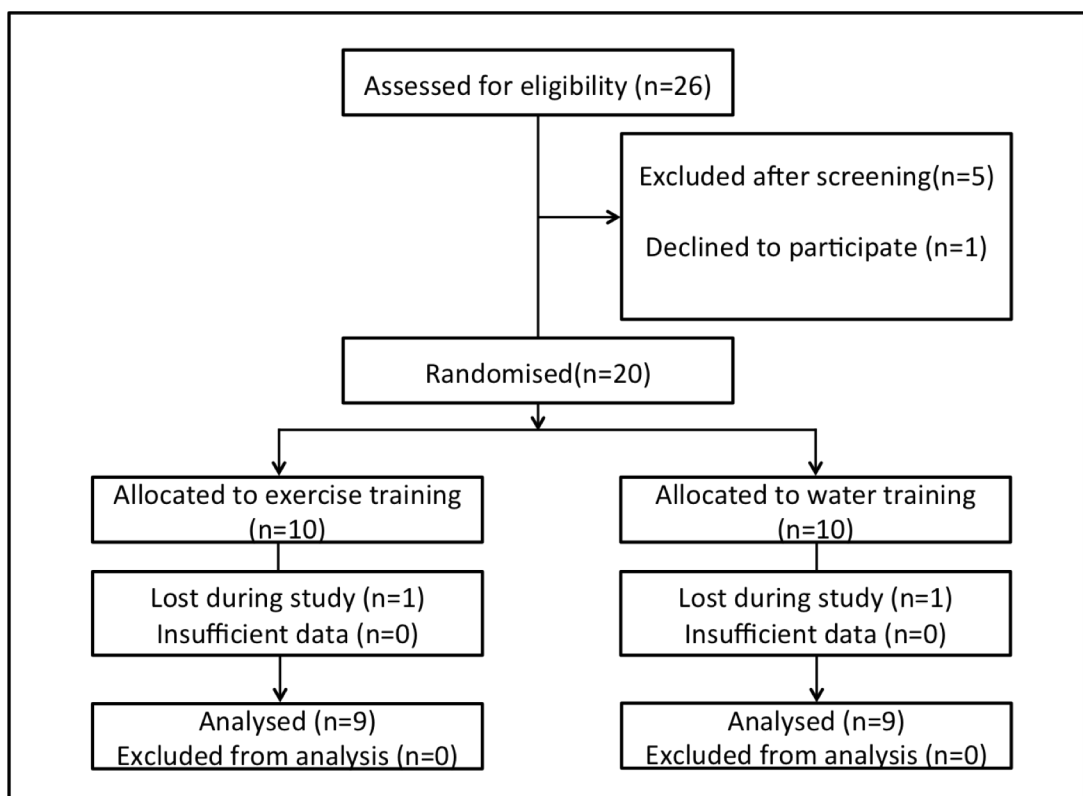 Assessed for eligibility (n=26)
Excluded after screening(n=5)
Declined to participate (n=1)
Randomised(n=20)
Allocated to exercise training
(n=10)
Allocated to water training
(n=10)
Lost during study (n=1)
Insufficient data (n=0)
Lost during study (n=1)
Insufficient data (n=0)
Analysed (n=9)
Excluded from analysis (n=0)
Analysed (n=9)
Excluded from analysis (n=0)